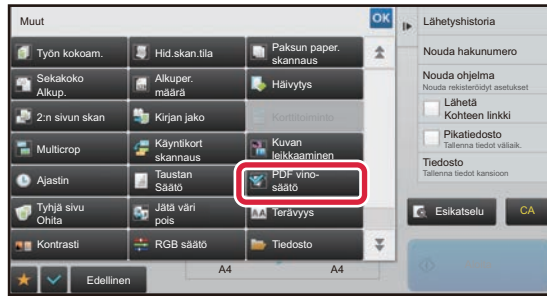 Muut
OK
Työn kokoam.
Hid.skan.tila
Paksun paper.
skannaus
Sekakoko
Alkup.
Alkuper.
määrä
Häivytys
2:n sivun skan
Kirjan jako
Korttitoiminto
Multicrop
Käyntikort
skannaus
Kuvan
leikkaaminen
Ajastin
Taustan
Säätö
PDF vino-
säätö
Tyhjä sivu
Ohita
Jätä väri
pois
AA Terävyys
Kontrasti
RGB säätö
Tiedosto
Edellinen
A4
A4
Lähetyshistoria
Nouda hakunumero
Nouda ohjelma
Nouda rekisteröidyt asetukset
Lähetä
Kohteen linkki
Pikatiedosto
Tallenna tiedot väliaik.
Tiedosto
Tallenna tiedot kansioon
Esikatselu
CA